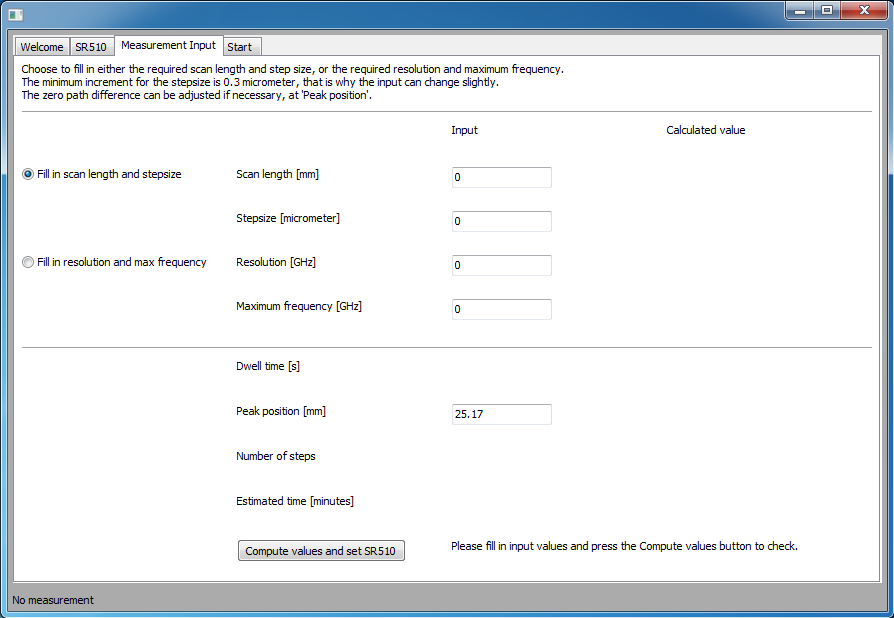 Welcome SR510 Measurement Input Start
Choose to fill in either the required scan length and step size, or the required resolution and maximum frequency.
The minimum increment for the stepsize is 0.3 micrometer, that is why the input can change slightly.
The zero path difference can be adjusted if necessary, at 'Peak position'.
Input Calculated value
Fill in scan length and stepsize Scan length [mm] 0
Stepsize [micrometer] 0
Fill in resolution and max frequency Resolution [GHz] 0
Maximum frequency [GHz] 0
Dwell time [s]
Peak position [mm] 25.17
Number of steps
Estimated time [minutes]
Compute values and set SR510 Please fill in input values and press the Compute values button to check.
No measurement